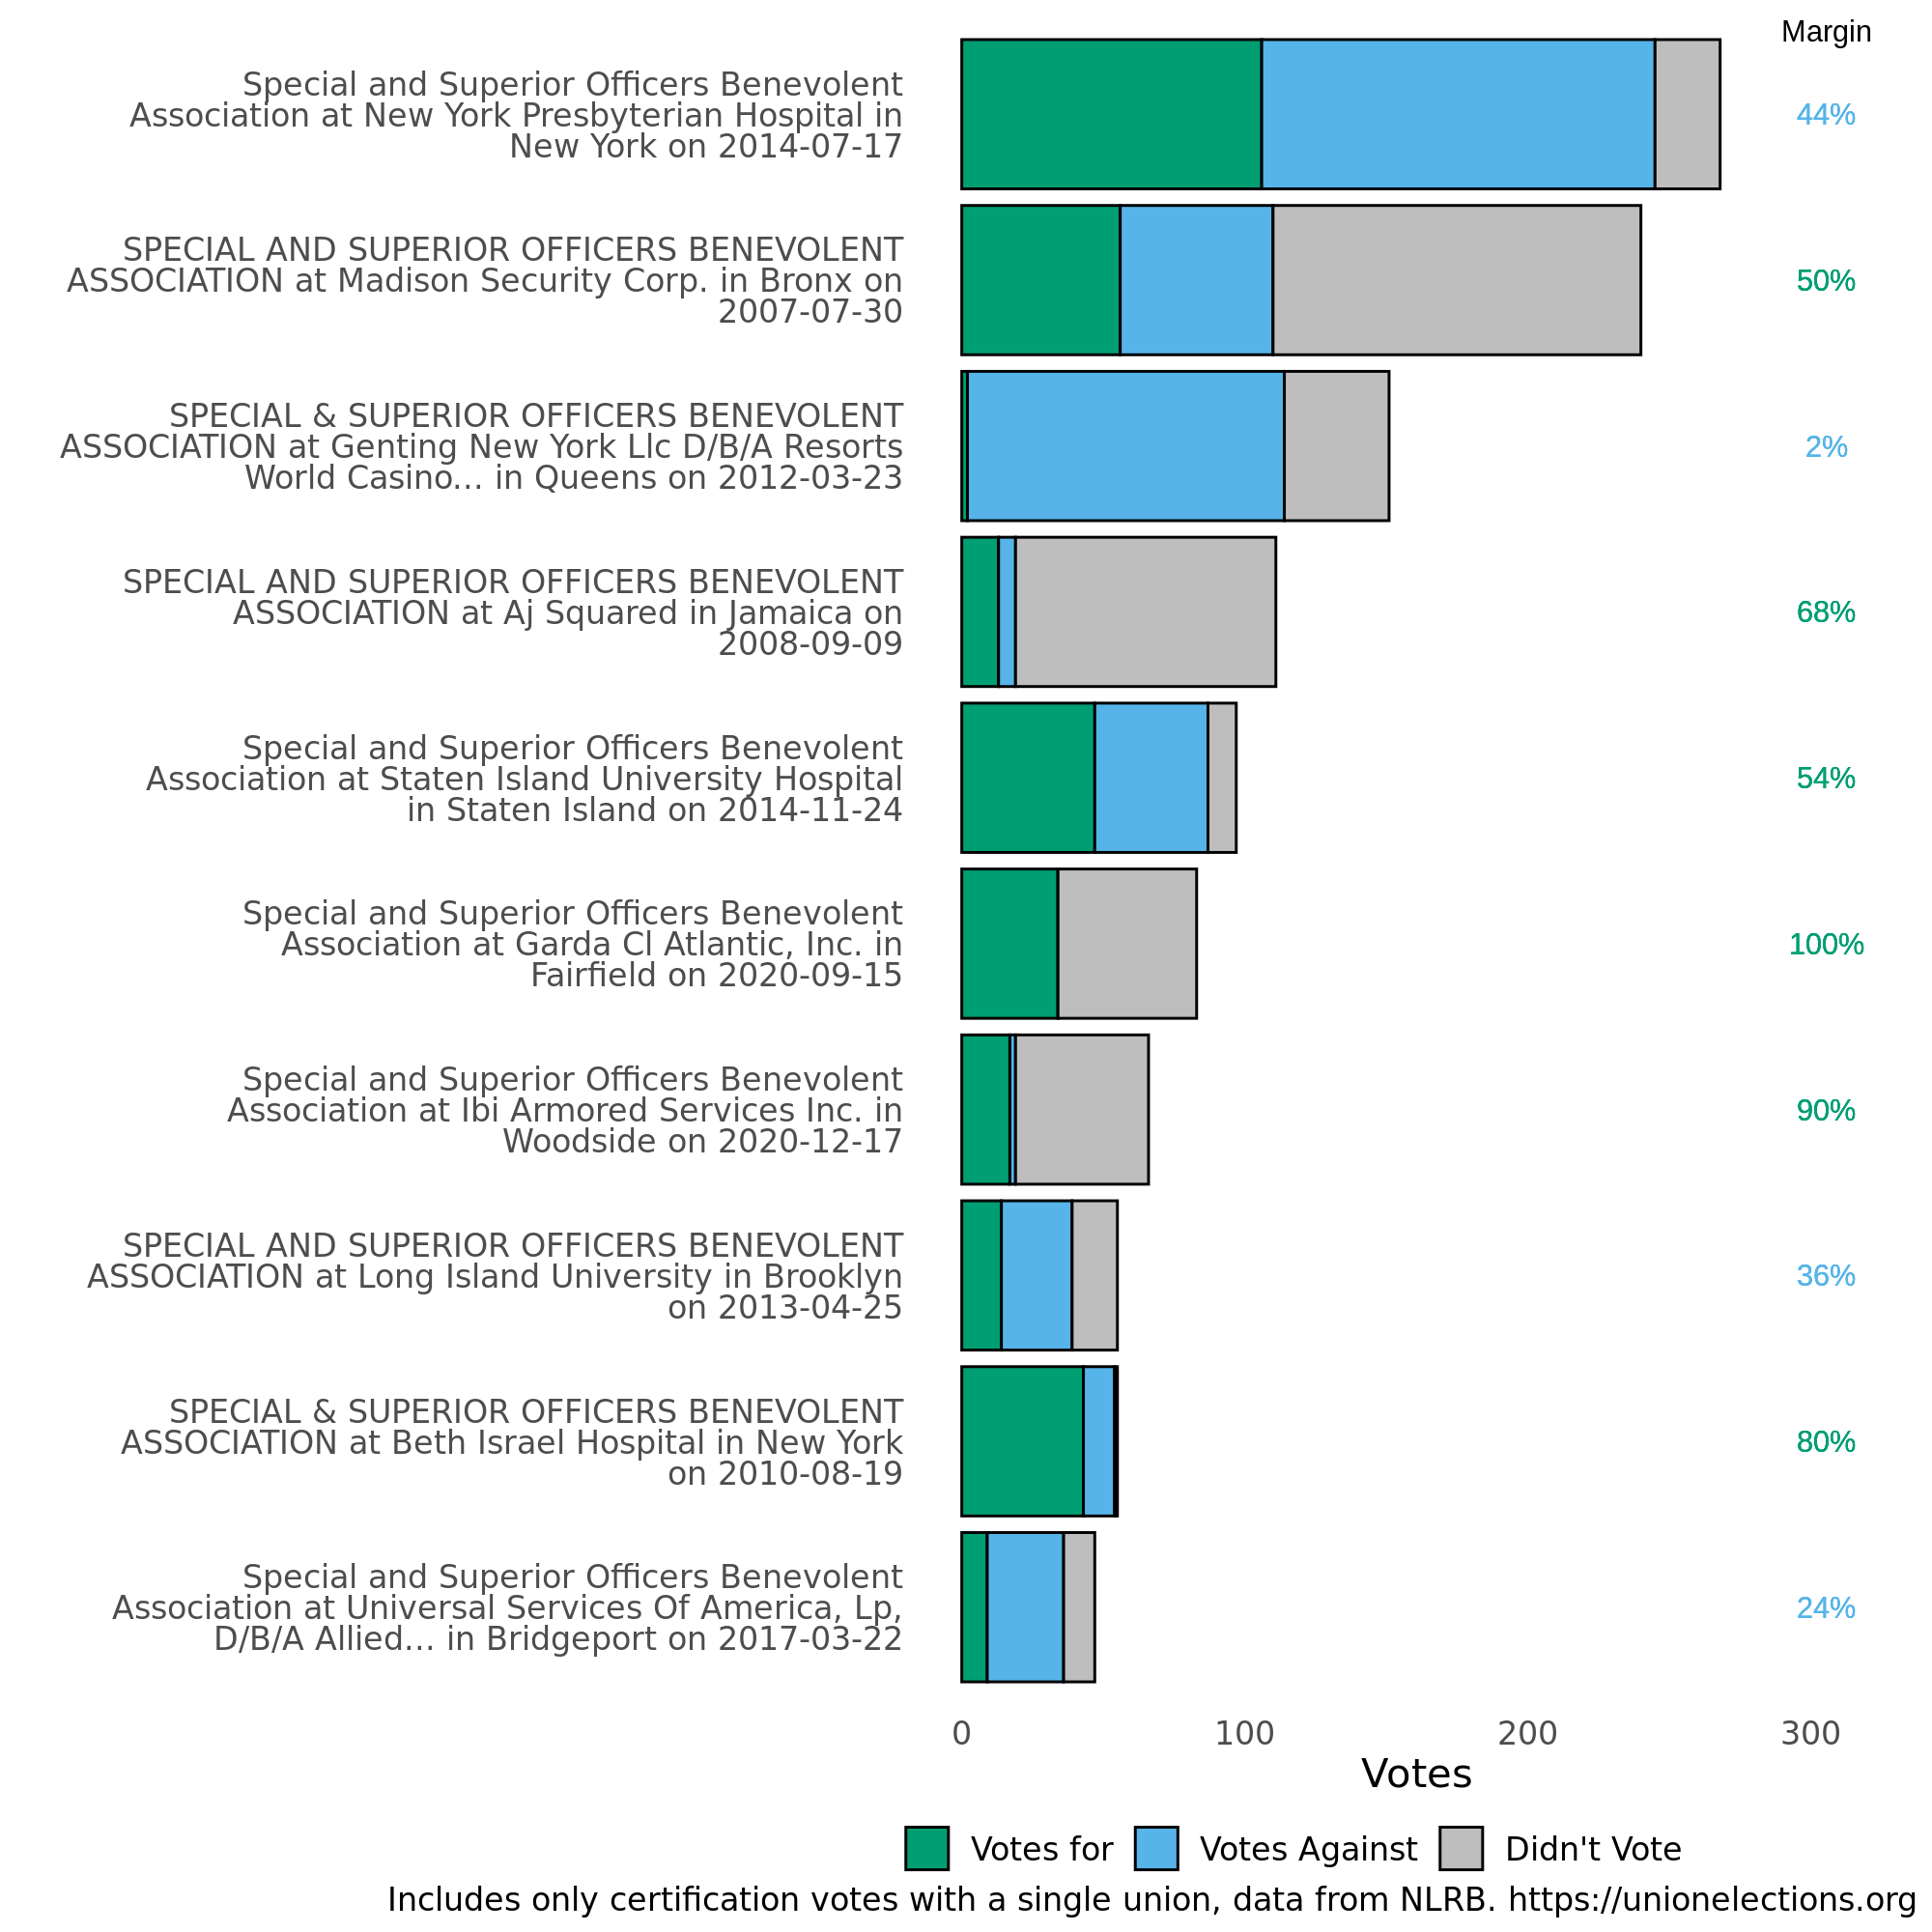 Margin
Special and Superior Officers Benevolent
Association at New York Presbyterian Hospital in
New York on 2014-07-17
44%
SPECIAL AND SUPERIOR OFFICERS BENEVOLENT
ASSOCIATION at Madison Security Corp. in Bronx on
2007-07-30
50%
SPECIAL & SUPERIOR OFFICERS BENEVOLENT
ASSOCIATION at Genting New York Llc D/B/A Resorts
World Casino... in Queens on 2012-03-23
2%
SPECIAL AND SUPERIOR OFFICERS BENEVOLENT
ASSOCIATION at Aj Squared in Jamaica on
2008-09-09
68%
Special and Superior Officers Benevolent
Association at Staten Island University Hospital
in Staten Island on 2014-11-24
54%
Special and Superior Officers Benevolent
Association at Garda Cl Atlantic, Inc. in
Fairfield on 2020-09-15
100%
Special and Superior Officers Benevolent
Association at Ibi Armored Services Inc. in
Woodside on 2020-12-17
90%
SPECIAL AND SUPERIOR OFFICERS BENEVOLENT
ASSOCIATION at Long Island University in Brooklyn
on 2013-04-25
36%
SPECIAL & SUPERIOR OFFICERS BENEVOLENT
ASSOCIATION at Beth Israel Hospital in New York
on 2010-08-19
80%
Special and Superior Officers Benevolent
Association at Universal Services Of America, Lp,
D/B/A Allied... in Bridgeport on 2017-03-22
24%
0 100 200 300
Votes
Votes for Votes Against Didn't Vote
Includes only certification votes with a single union, data from NLRB. https://unionelections.org